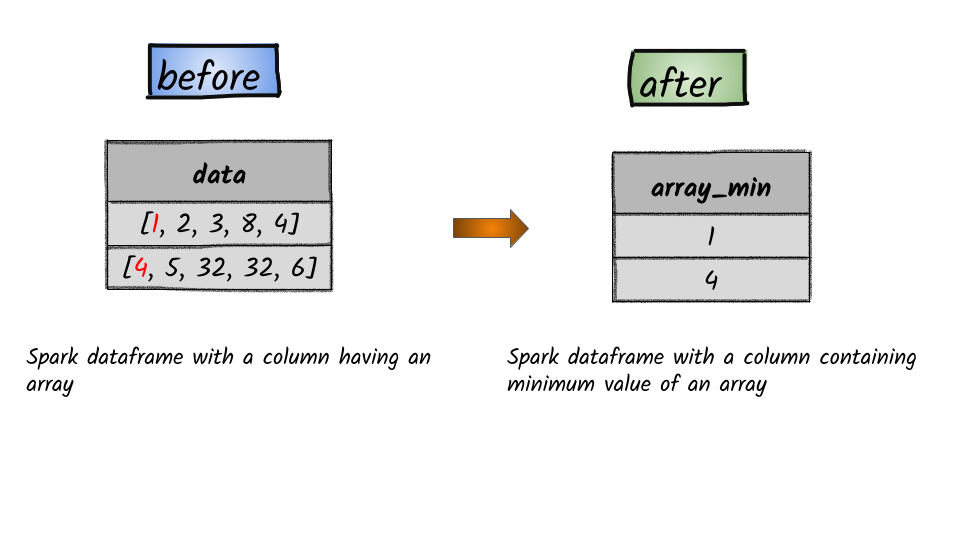 before
after
data
[1, 2, 3, 8, 4]
[4, 5, 32, 32, 6]
array_min
1
4
Spark dataframe with a column having an
array
Spark dataframe with a column containing
minimum value of an array